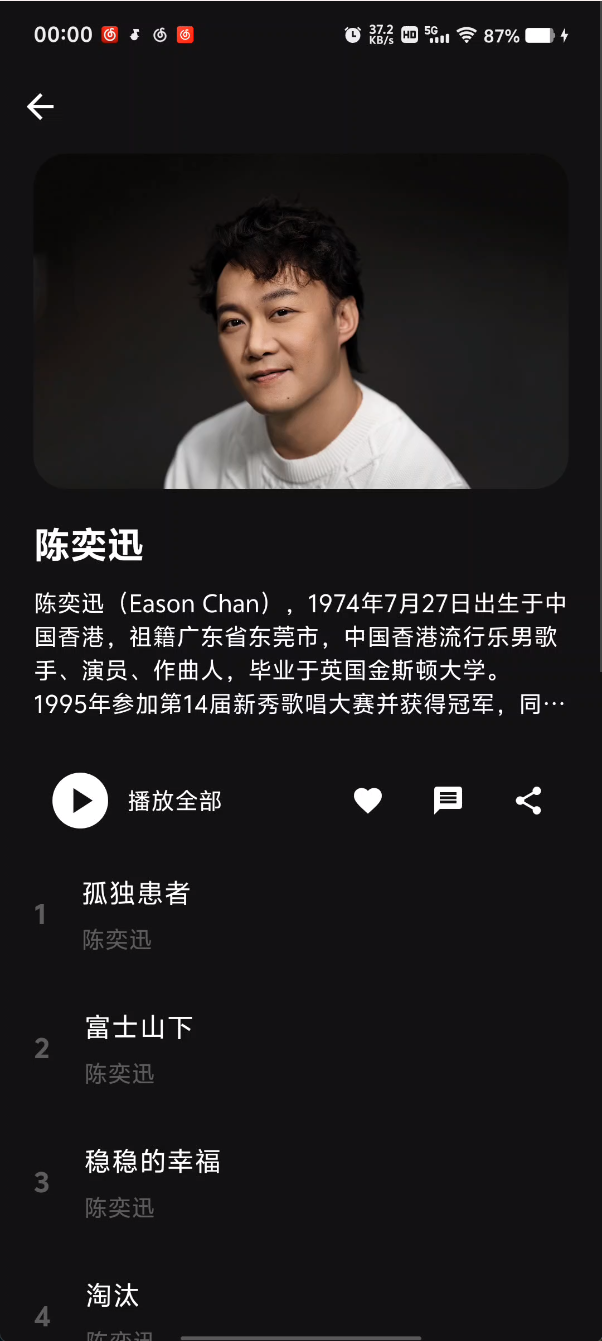 00:00
37.2 KB/s HD 5G 87%
陈奕迅
陈奕迅（Eason Chan），1974年7月27日出生于中
国香港，祖籍广东省东莞市，中国香港流行乐男歌
手、演员、作曲人，毕业于英国金斯顿大学。
1995年参加第14届新秀歌唱大赛并获得冠军，同…
播放全部
1
孤独患者
陈奕迅
2
富士山下
陈奕迅
3
稳稳的幸福
陈奕迅
4
淘汰
陈奕迅